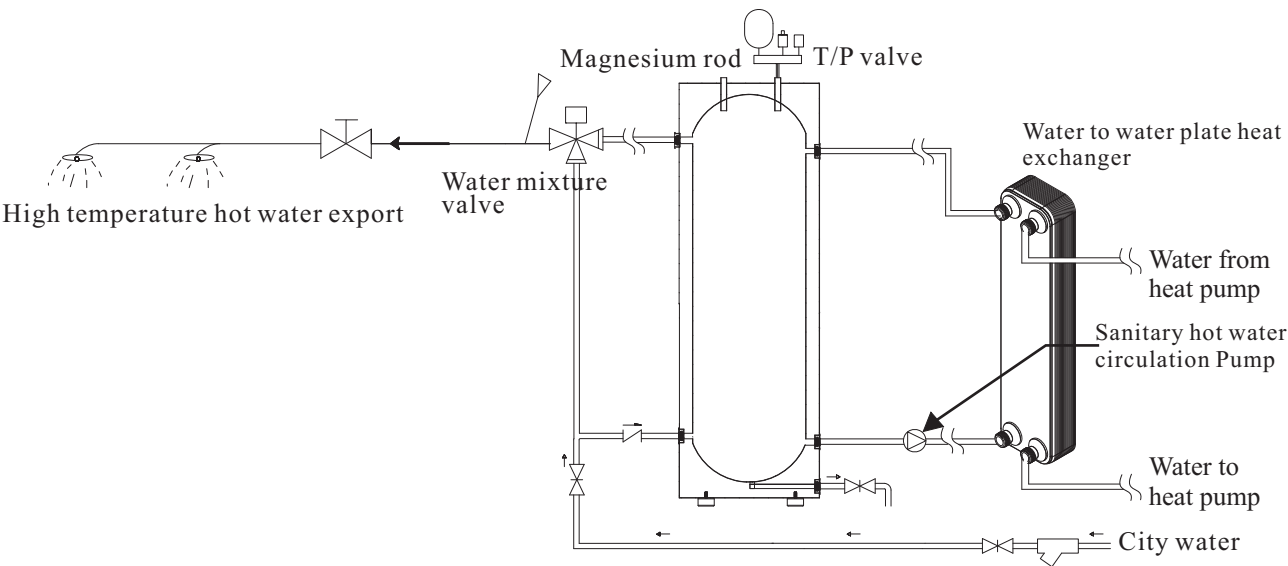 Magnesium rod
T/P valve
Water to water plate heat
exchanger
Water mixture
valve
High temperature hot water export
Water from
heat pump
Sanitary hot water
circulation Pump
Water to
heat pump
City water